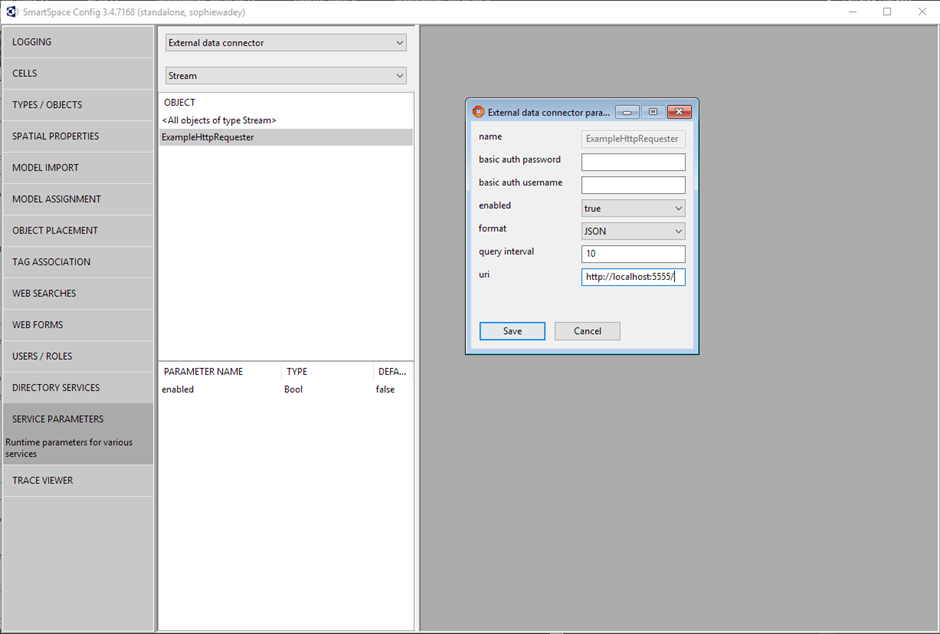 SmartSpace Config 3.4.7168 (standalone, sophiewadey)
LOGGING
CELLS
TYPES / OBJECTS
SPATIAL PROPERTIES
MODEL IMPORT
MODEL ASSIGNMENT
OBJECT PLACEMENT
TAG ASSOCIATION
WEB SEARCHES
WEB FORMS
USERS / ROLES
DIRECTORY SERVICES
SERVICE PARAMETERS
Runtime parameters for various
services
TRACE VIEWER
External data connector
Stream
OBJECT
<All objects of type Stream>
ExampleHttpRequester
PARAMETER NAME TYPE DEFA...
enabled Bool false
External data connector para...
name ExampleHttpRequester
basic auth password
basic auth username
enabled true
format JSON
query interval 10
uri http://localhost:5555/
Save Cancel